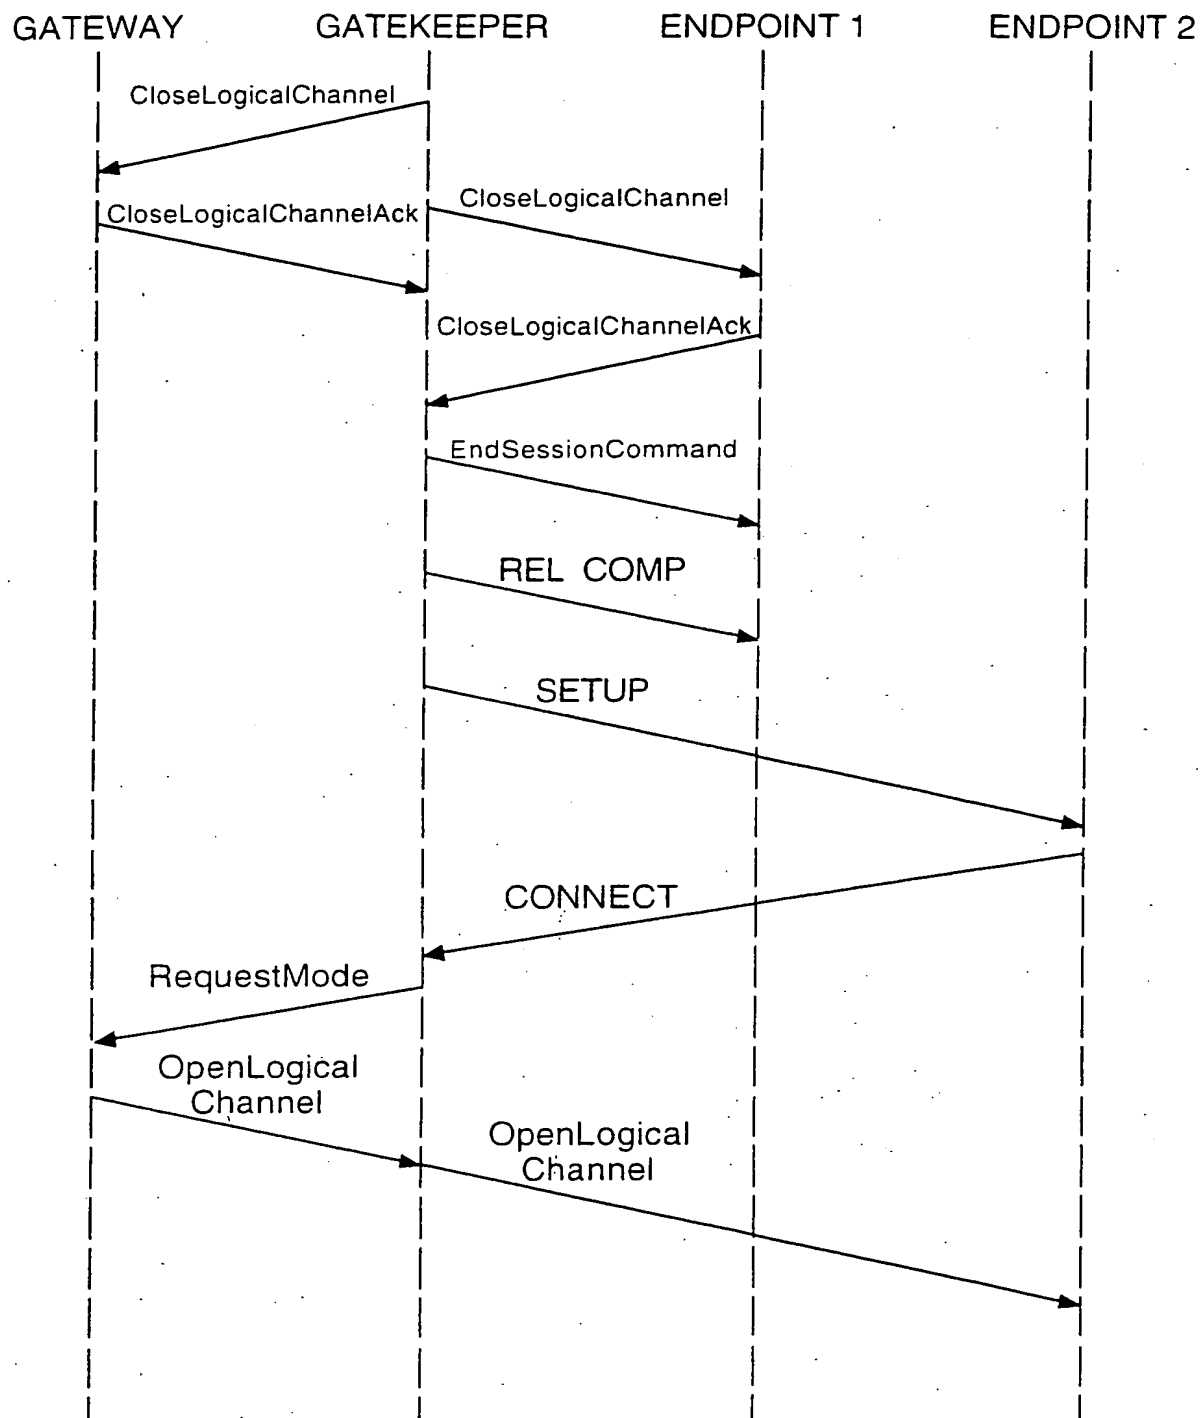 GATEWAY GATEKEEPER ENDPOINT 1 ENDPOINT 2
CloseLogicalChannel
CloseLogicalChannel
CloseLogicalChannelAck
CloseLogicalChannelAck
EndSessionCommand
REL COMP
SETUP
CONNECT
RequestMode
OpenLogical
Channel
OpenLogical
Channel